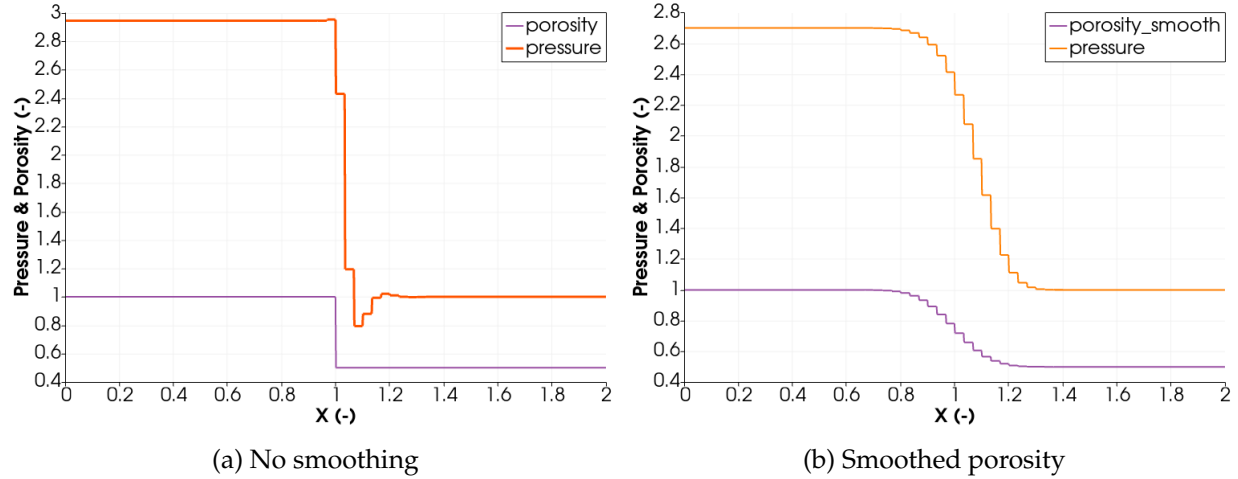 3
2.8
2.6
2.4
2.2
2
1.8
1.6
1.4
1.2
1
0.8
0.6
0.4
Pressure & Porosity (-)
porosity
pressure
0 0.2 0.4 0.6 0.8 1 1.2 1.4 1.6 1.8 2
X (-)
(a) No smoothing
2.8
2.6
2.4
2.2
2
1.8
1.6
1.4
1.2
1
0.8
0.6
0.4
Pressure & Porosity (-)
porosity_smooth
pressure
0 0.2 0.4 0.6 0.8 1 1.2 1.4 1.6 1.8 2
X (-)
(b) Smoothed porosity